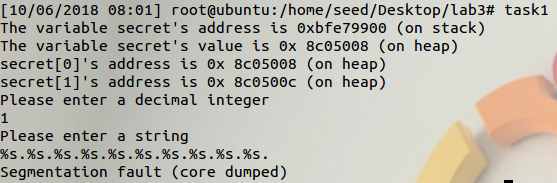 [10/06/2018 08:01] root@ubuntu:/home/seed/Desktop/lab3# task1
The variable secret's address is 0xbfe79900 (on stack)
The variable secret's value is 0x 8c05008 (on heap)
secret[0]'s address is 0x 8c05008 (on heap)
secret[1]'s address is 0x 8c0500c (on heap)
Please enter a decimal integer
1
Please enter a string
%s.%s.%s.%s.%s.%s.%s.%s.%s.%s.
Segmentation fault (core dumped)